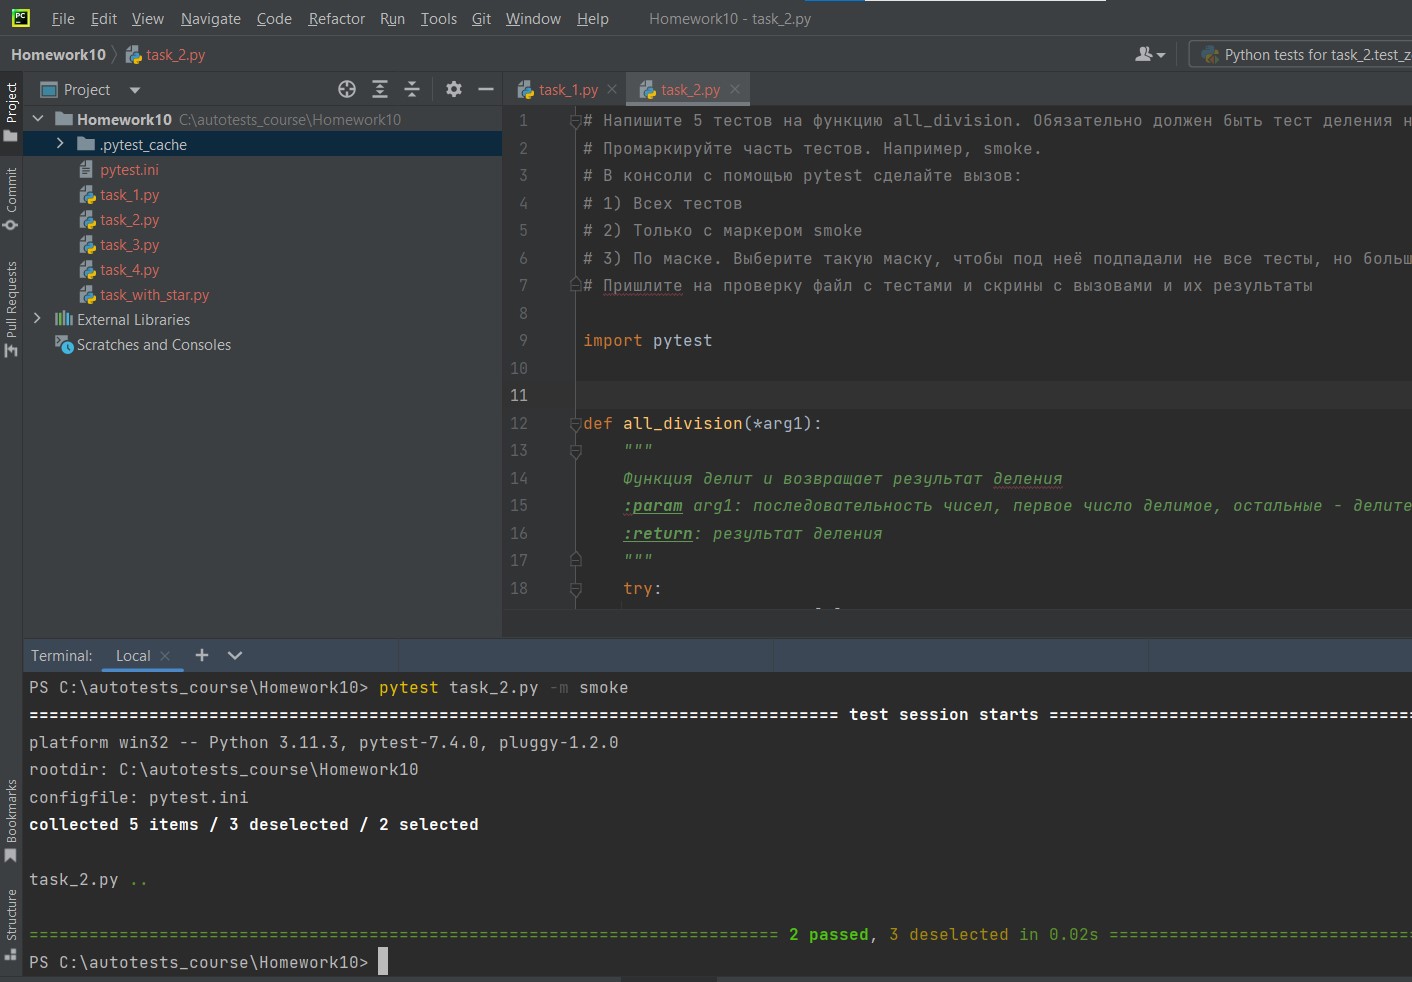 PC File Edit View Navigate Code Refactor Run Tools Git Window Help Homework10 - task_2.py
Homework10 task_2.py Python tests for task_2.test_z
Project
task_1.py task_2.py
Project
Commit
Pull Requests
Bookmarks
Structure
Homework10 C:\autotests_course\Homework10
.pytest_cache
pytest.ini
task_1.py
task_2.py
task_3.py
task_4.py
task_with_star.py
External Libraries
Scratches and Consoles
1 # Напишите 5 тестов на функцию all_division. Обязательно должен быть тест деления н
2 # Промаркируйте часть тестов. Например, smoke.
3 # В консоли с помощью pytest сделайте вызов:
4 # 1) Всех тестов
5 # 2) Только с маркером smoke
6 # 3) По маске. Выберите такую маску, чтобы под неё подпадали не все тесты, но больш
7 # Пришлите на проверку файл с тестами и скрины с вызовами и их результаты
8
9 import pytest
10
11
12 def all_division(*arg1):
13 """
14 Функция делит и возвращает результат деления
15 :param arg1: последовательность чисел, первое число делимое, остальные - делите
16 :return: результат деления
17 """
18 try:
Terminal: Local
PS C:\autotests_course\Homework10> pytest task_2.py -m smoke
================================================================================= test session starts =====================================
platform win32 -- Python 3.11.3, pytest-7.4.0, pluggy-1.2.0
rootdir: C:\autotests_course\Homework10
configfile: pytest.ini
collected 5 items / 3 deselected / 2 selected
task_2.py ..
=========================================================================== 2 passed, 3 deselected in 0.02s ===============================
PS C:\autotests_course\Homework10>